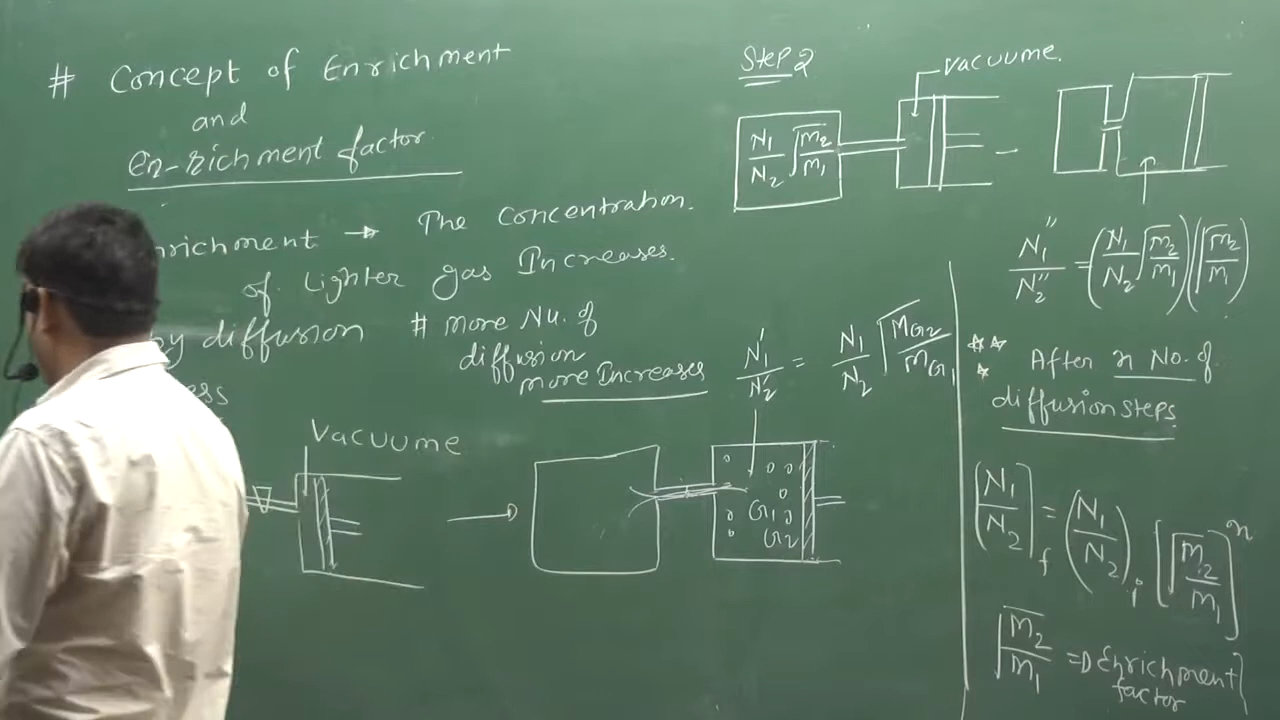 # Concept of Enrichment
and
en-richment factor.
nrichment → The Concentration.
of Lighter gas Increases.
by diffusion
ess
# more Nu. of
diffusion
more Increases
Vacuume
N₁'/N₂' = N₁/N₂ √(M_G2/M_G1)
G1
G2
Step 2
Vacuume.
N₁/N₂ √(m₂/m₁)
N₁''/N₂'' = (N₁/N₂ √(m₂/m₁)) (√(m₂/m₁))
After n No. of
diffusion steps
[N₁/N₂]f = (N₁/N₂)i [√(m₂/m₁)]ⁿ
√(m₂/m₁) ⇒ Enrichment
factor